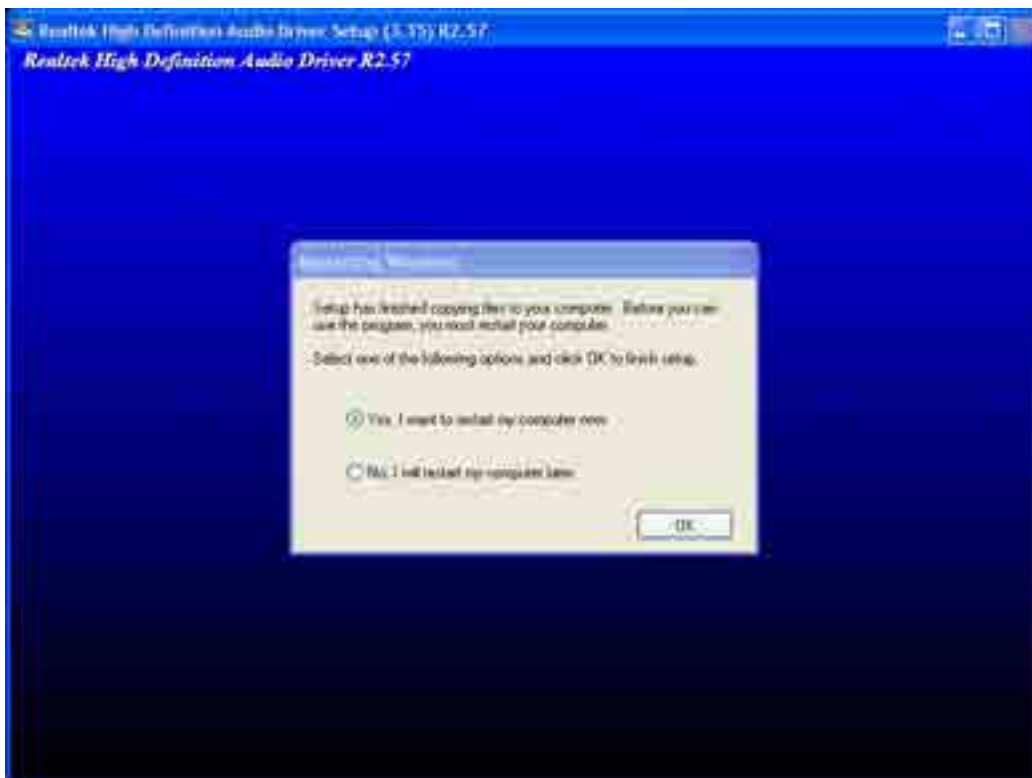 Realtek High Definition Audio Driver Setup (3.55) R2.57
Realtek High Definition Audio Driver R2.57
Restarting Windows
Setup has finished copying files to your computer. Before you can
use the program, you must restart your computer.
Select one of the following options and click OK to finish setup.
Yes, I want to restart my computer now.
No, I will restart my computer later.
OK